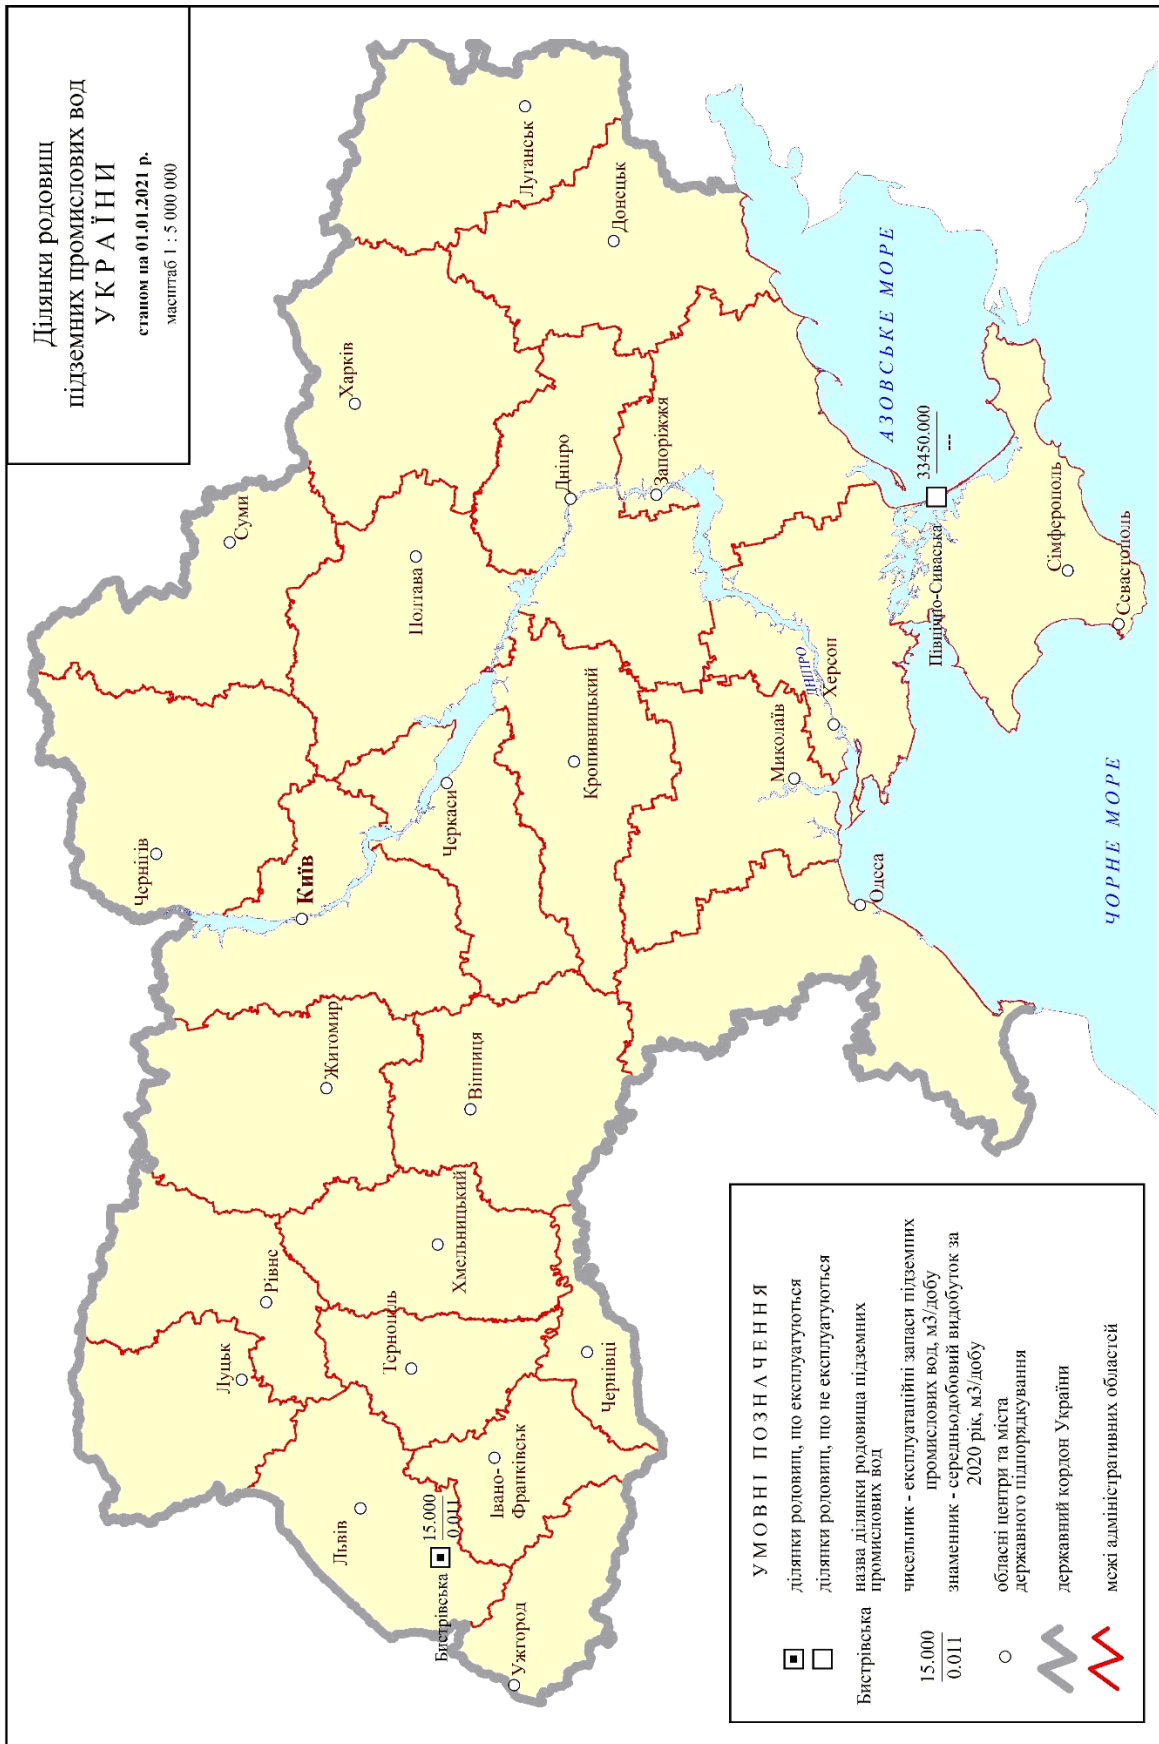 Ділянки родовищ
підземних промислових вод
УКРАЇНИ
станом на 01.01.2021 р.
масштаб 1 : 5 000 000
Чернігів
Суми
Луцьк
Рівне
Київ
Житомир
Харків
Львів
Полтава
Тернопіль
Хмельницький
Вінниця
Черкаси
Луганськ
Бистрівська
15.000
0.011
Ужгород
Івано-
Франківськ
Чернівці
Кропивницький
Дніпро
Донецьк
Запоріжжя
Миколаїв
ДНІПРО
Херсон
Одеса
АЗОВСЬКЕ МОРЕ
Північно-Сиваська
33450.000
---
Сімферополь
Севастополь
ЧОРНЕ МОРЕ
УМОВНІ ПОЗНАЧЕННЯ
ділянки родовищ, що експлуатуються
ділянки родовищ, що не експлуатуються
Бистрівська
назва ділянки родовища підземних
промислових вод
15.000
0.011
чисельник - експлуатаційні запаси підземних
промислових вод, м3/добу
знаменник - середньодобовий видобуток за
2020 рік, м3/добу
обласні центри та міста
державного підпорядкування
державний кордон України
межі адміністративних областей